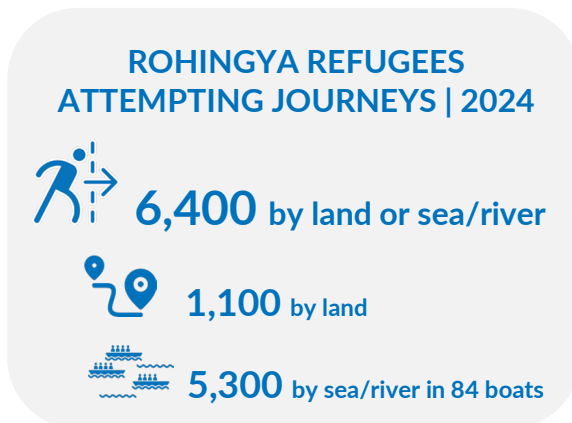 ROHINGYA REFUGEES
ATTEMPTING JOURNEYS | 2024
6,400 by land or sea/river
1,100 by land
5,300 by sea/river in 84 boats